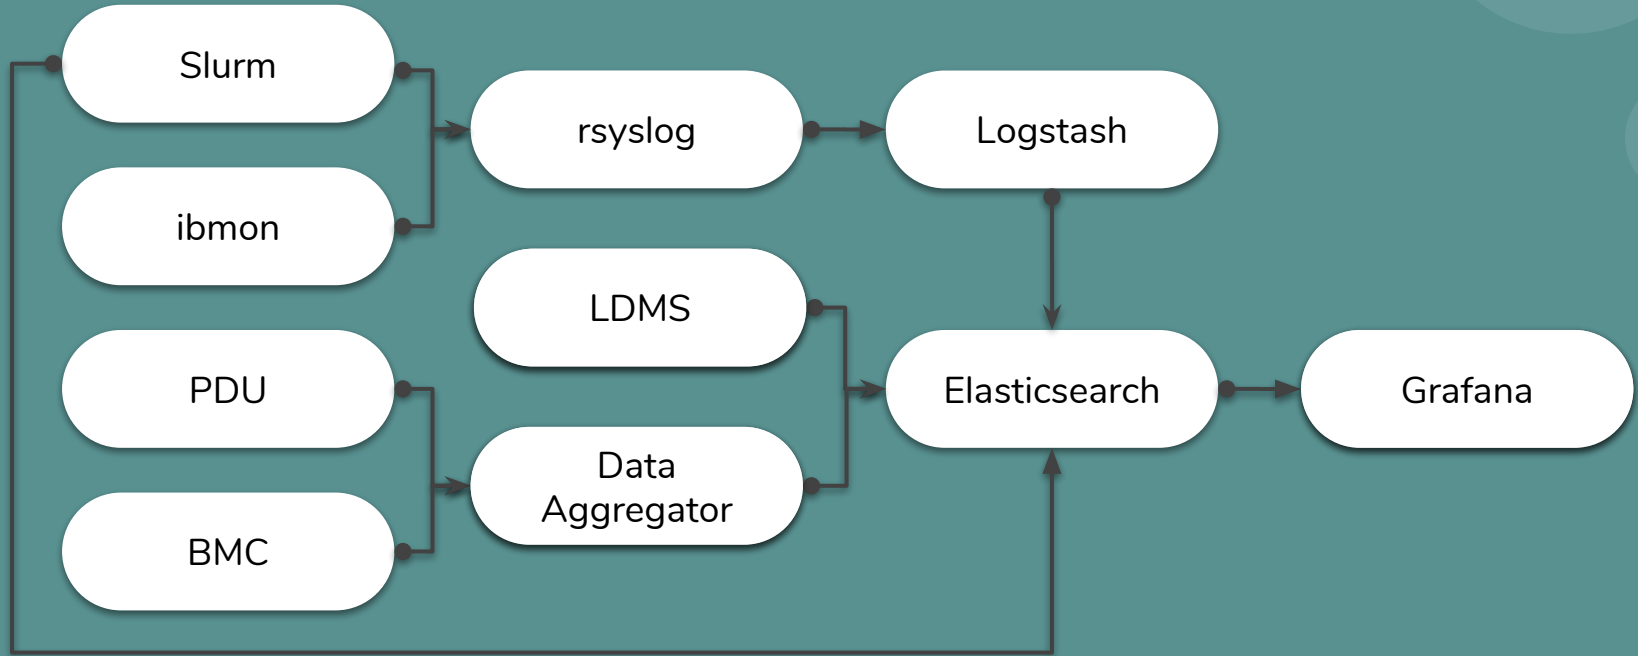 Slurm
rsyslog
Logstash
ibmon
LDMS
PDU
Elasticsearch
Grafana
Data
Aggregator
BMC